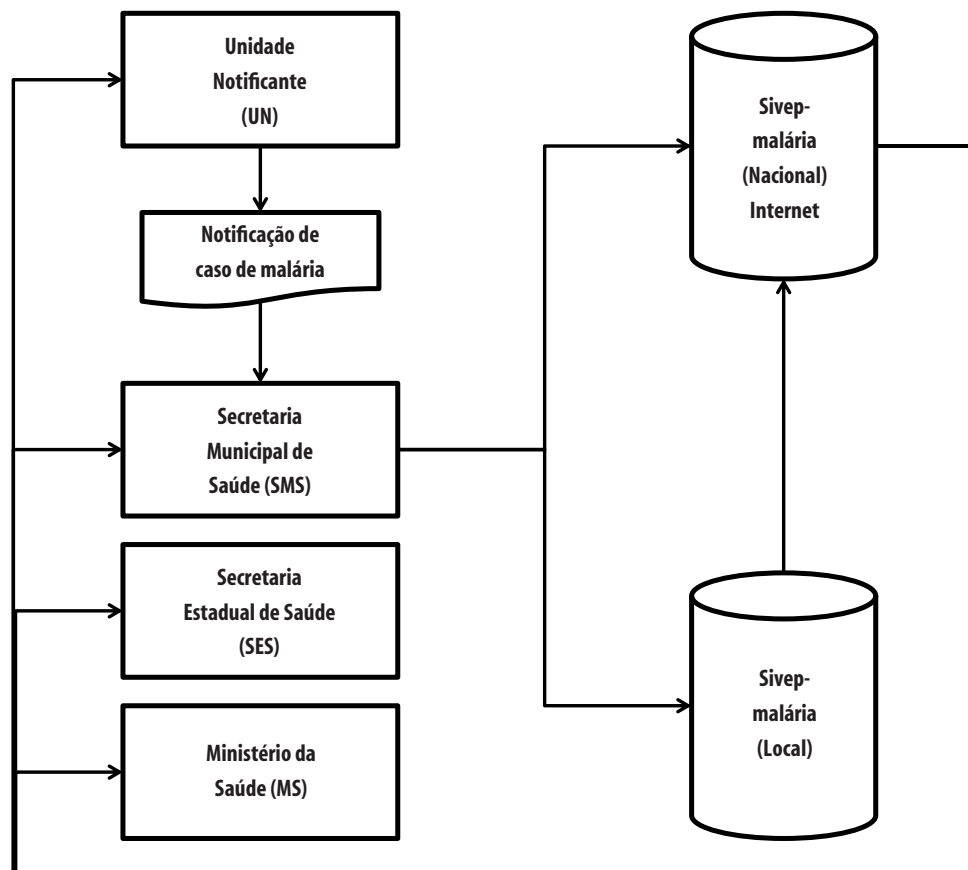 Unidade
Notificante
(UN)
Notificação de
caso de malária
Secretaria
Municipal de
Saúde (SMS)
Secretaria
Estadual de Saúde
(SES)
Ministério da
Saúde (MS)
Sivep-
malária
(Nacional)
Internet
Sivep-
malária
(Local)